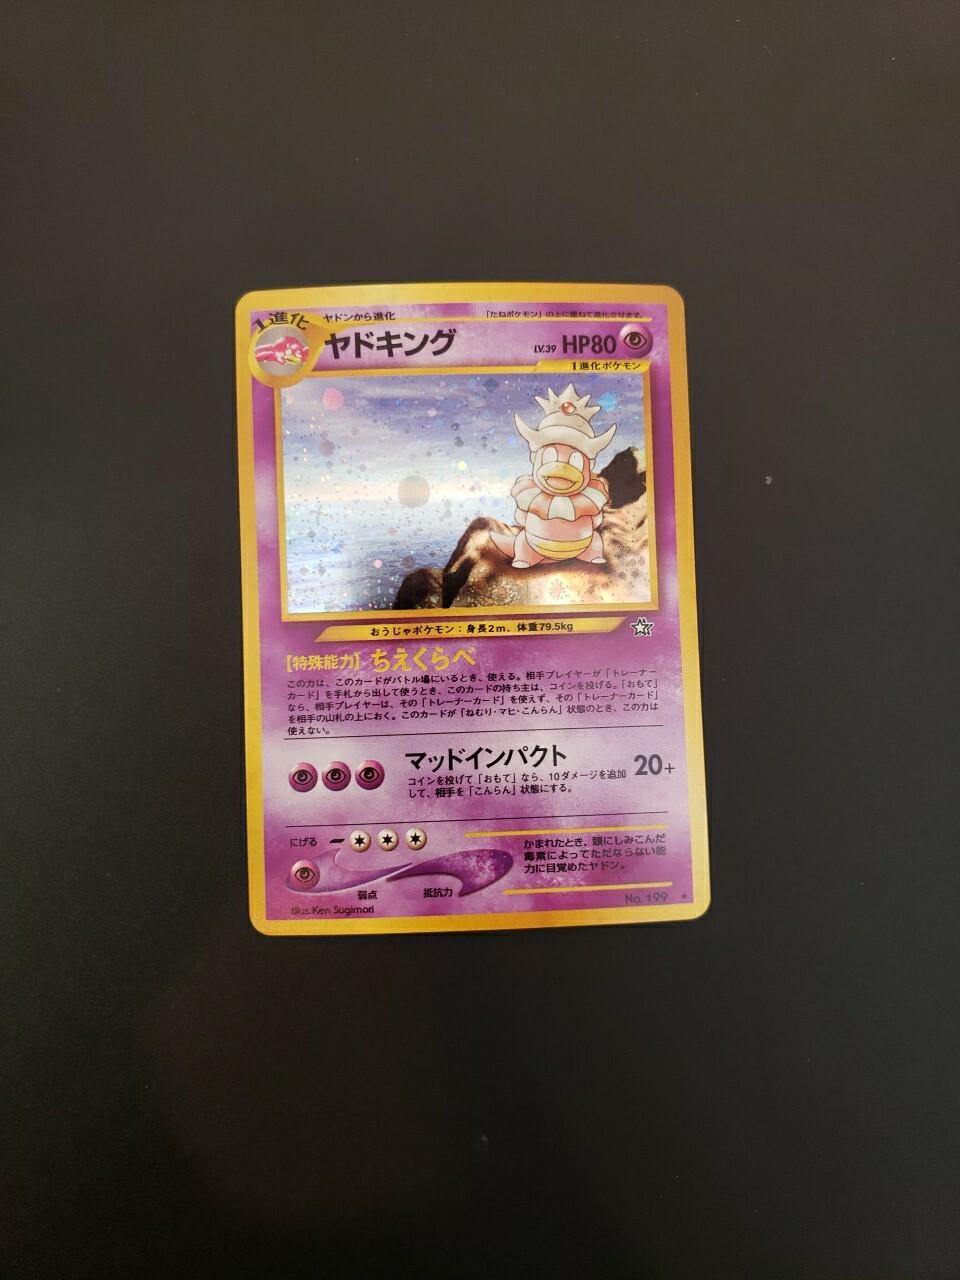 1進化
ヤドンから進化
「たねポケモン」の上に重ねて進化させます。
ヤドキング
LV.39 HP80
1進化ポケモン
おうじゃポケモン：身長2m、体重79.5kg
【特殊能力】ちえくらべ
この力は、このカードがバトル場にいるとき、使える。相手プレイヤーが「トレーナー
カード」を手札から出して使うとき、このカードの持ち主は、コインを投げる。「おもて」
なら、相手プレイヤーは、その「トレーナーカード」を使えず、その「トレーナーカード」
を相手の山札の上におく。このカードが「ねむり・マヒ・こんらん」状態のとき、この力は
使えない。
マッドインパクト
20+
コインを投げて「おもて」なら、10ダメージを追加
して、相手を「こんらん」状態にする。
にげる
弱点
抵抗力
かまれたとき、頭にしみこんだ
毒素によってただならない能
力に目覚めたヤドン。
Illus. Ken Sugimori
No. 199